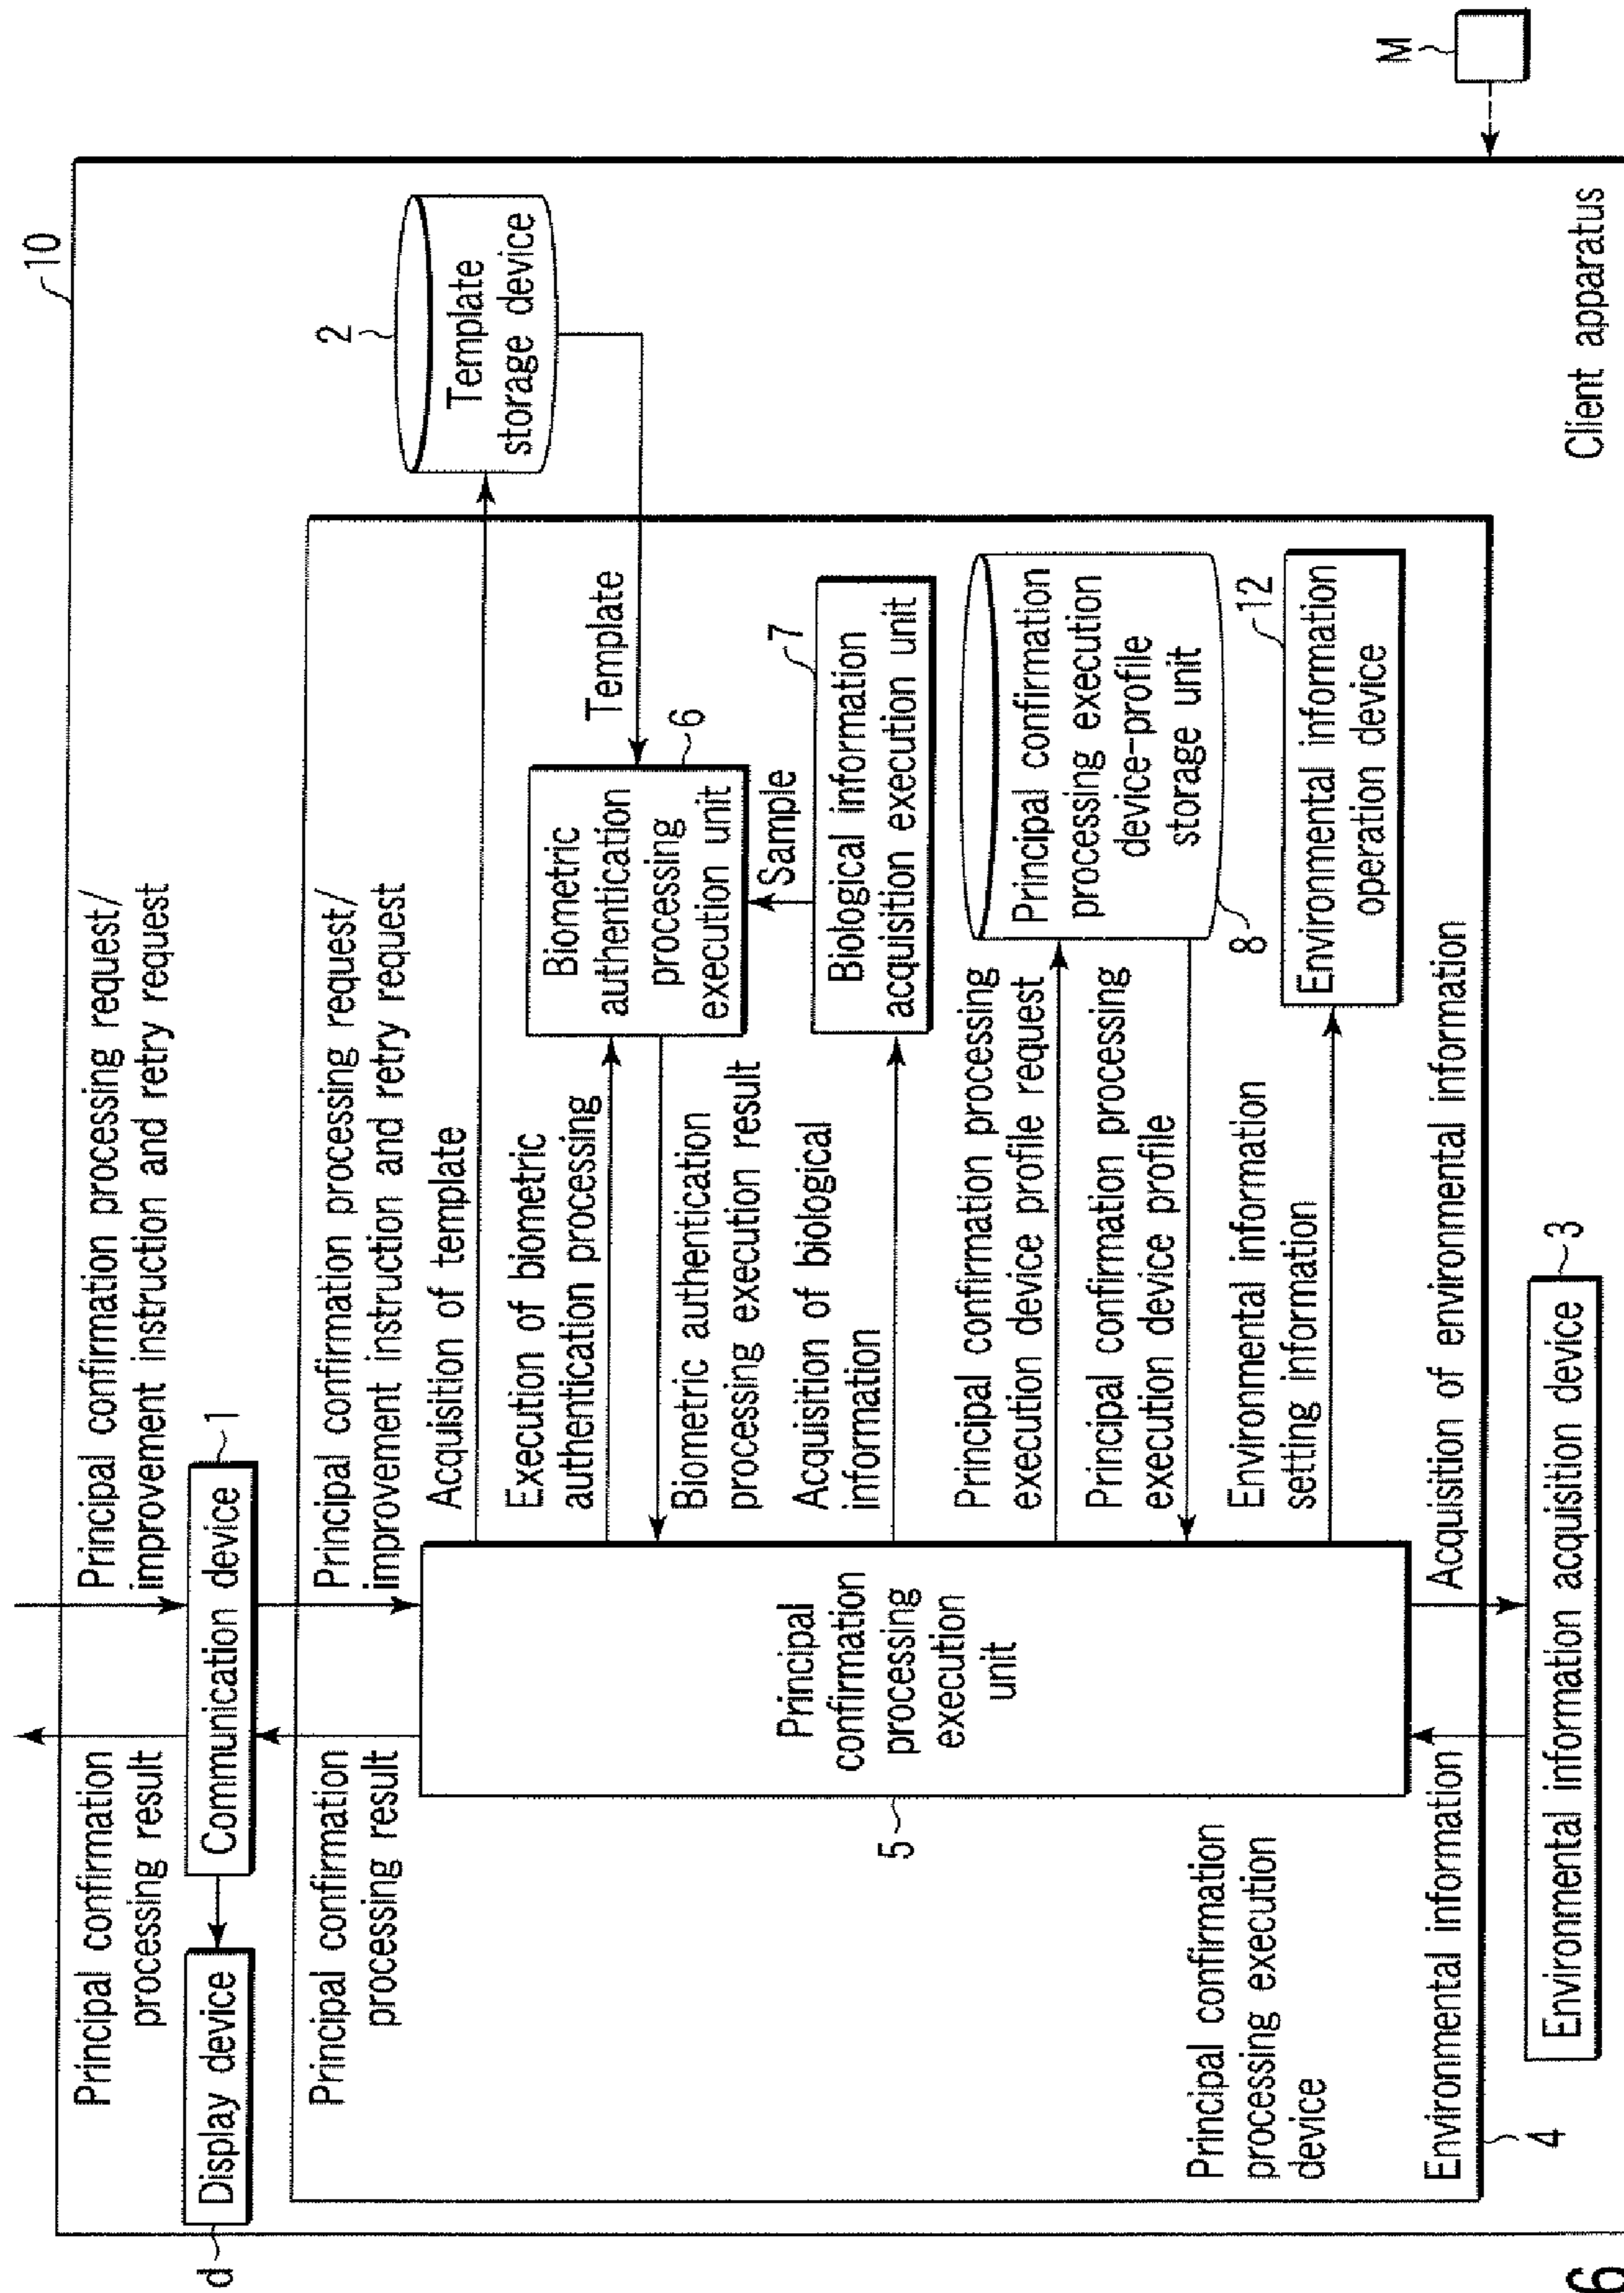 10
Principal confirmation
processing result
Principal confirmation processing request/
improvement instruction and retry request
d
Display device
Communication device
1
Principal confirmation
processing result
Principal confirmation processing request/
improvement instruction and retry request
2
Template
storage device
Acquisition of template
Execution of biometric
authentication processing
Template
Biometric
authentication
processing
execution unit
6
Biometric authentication
processing execution result
Sample
7
Acquisition of biological
information
Biological information
acquisition execution unit
5
Principal
confirmation
processing
execution
unit
Principal confirmation processing
execution device profile request
Principal confirmation processing
execution device profile
Principal confirmation
processing execution
device-profile
storage unit
8
Environmental information
setting information
12
Environmental information
operation device
Principal confirmation
processing execution
device
Environmental information
Acquisition of environmental information
4
Environmental information acquisition device
3
Client apparatus
M
6